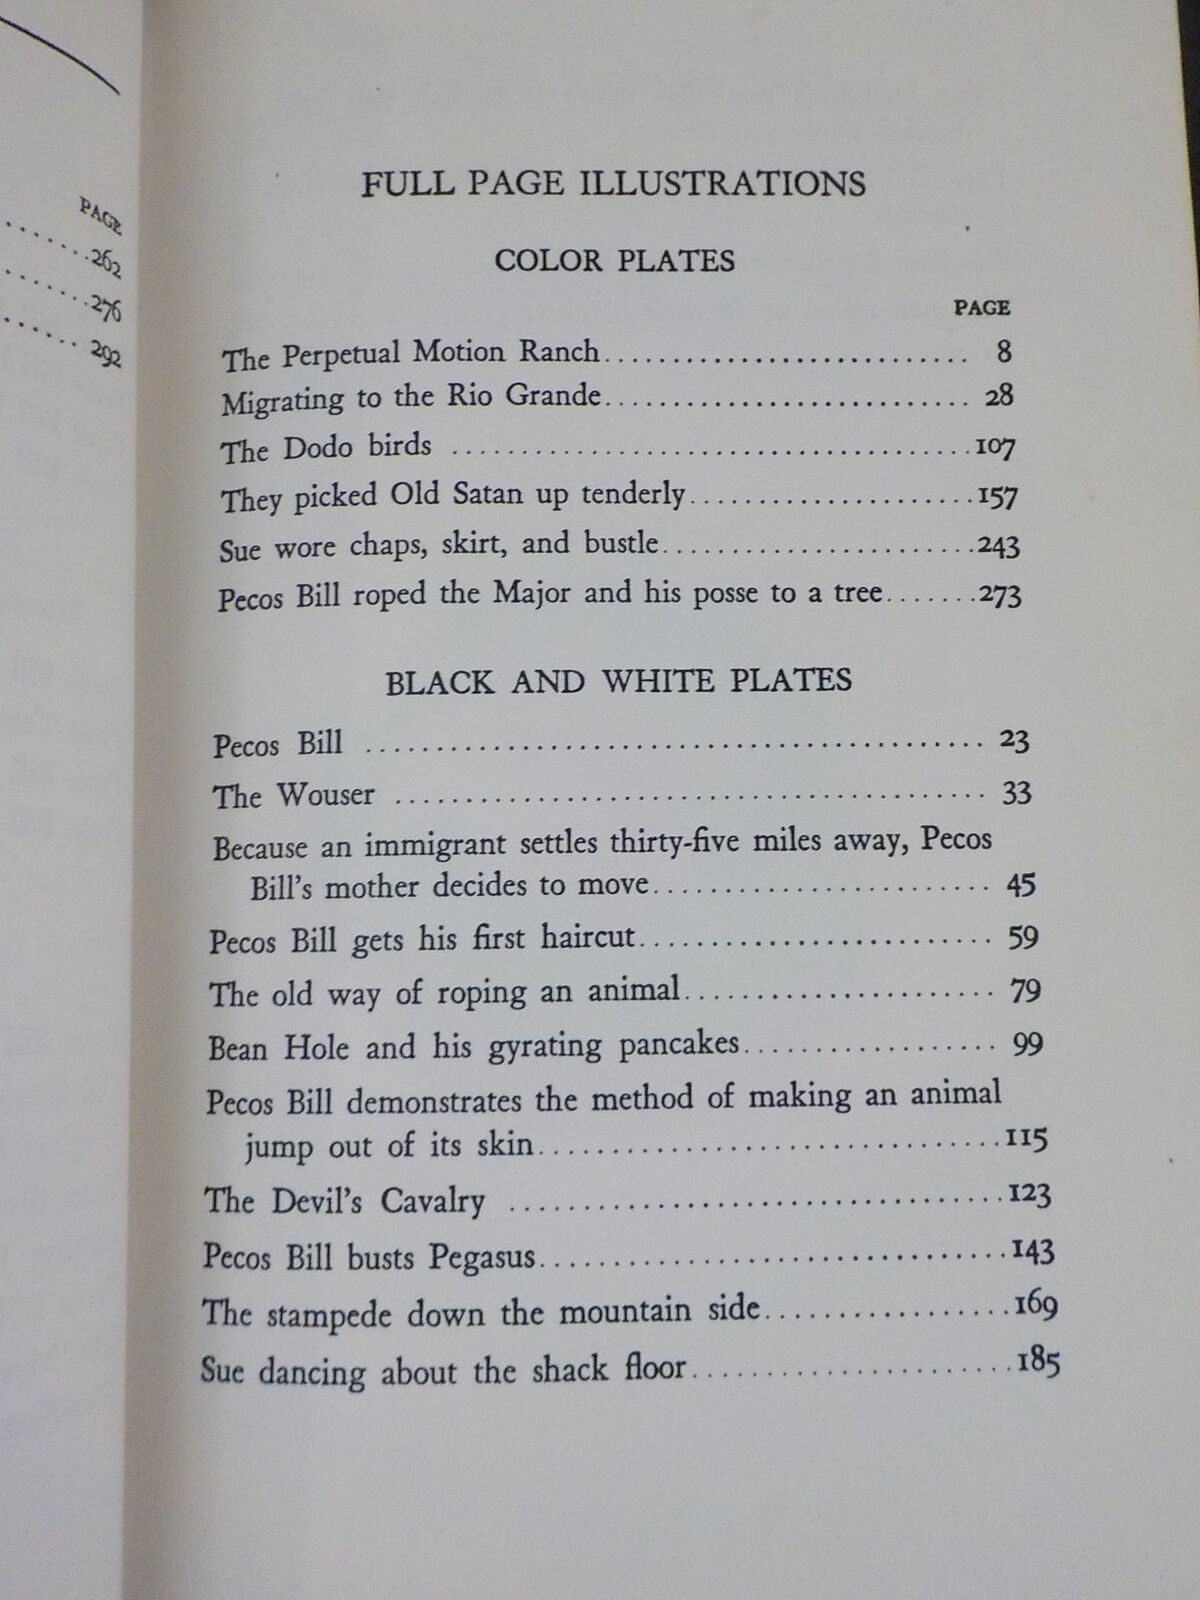 PAGE
........262
........276
........292
FULL PAGE ILLUSTRATIONS
COLOR PLATES
PAGE
The Perpetual Motion Ranch........................... 8
Migrating to the Rio Grande........................... 28
The Dodo birds ......................................107
They picked Old Satan up tenderly.....................157
Sue wore chaps, skirt, and bustle.......................243
Pecos Bill roped the Major and his posse to a tree.......273
BLACK AND WHITE PLATES
Pecos Bill ............................................ 23
The Wouser .......................................... 33
Because an immigrant settles thirty-five miles away, Pecos
Bill's mother decides to move......................... 45
Pecos Bill gets his first haircut.......................... 59
The old way of roping an animal....................... 79
Bean Hole and his gyrating pancakes................... 99
Pecos Bill demonstrates the method of making an animal
jump out of its skin..................................115
The Devil's Cavalry ....................................123
Pecos Bill busts Pegasus..................................143
The stampede down the mountain side..................169
Sue dancing about the shack floor.......................185